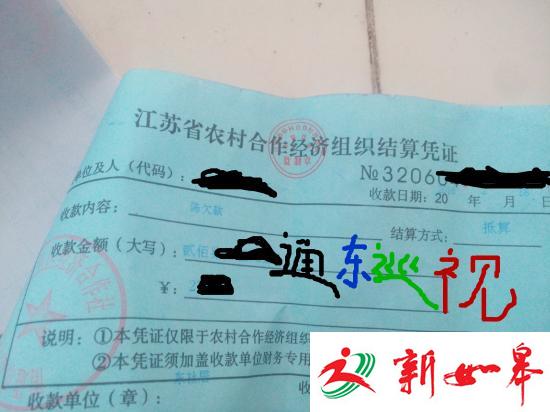 江苏省农村合作经济组织结算凭证
单位及人（代码）：
№32060
收款日期：20 年 月 日
收款内容： 陈欠款 结算方式： 抵算
收款金额（大写） 贰佰
通东巡视
￥：2
说明：①本凭证仅限于农村合作经济组织
②本凭证须加盖收款单位财务专用
收款单位（章）：
新如皋